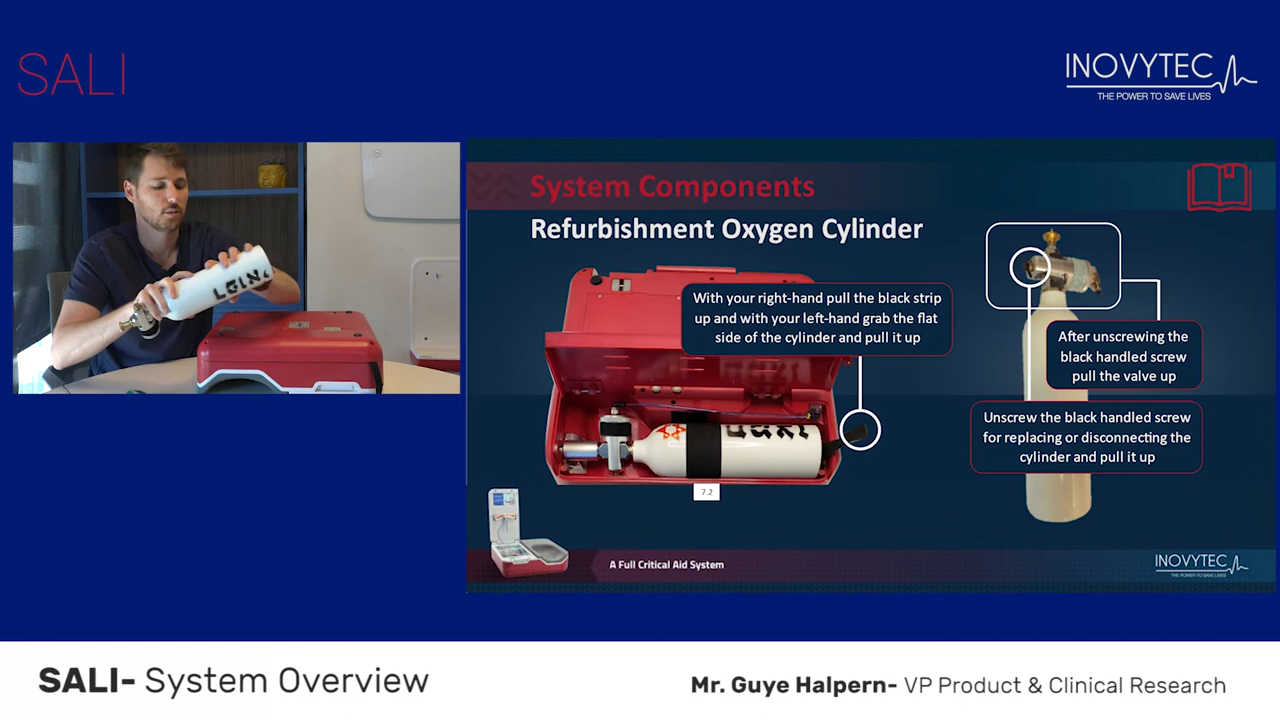 SALI
INOVYTEC
THE POWER TO SAVE LIVES
System Components
Refurbishment Oxygen Cylinder
With your right-hand pull the black strip
up and with your left-hand grab the flat
side of the cylinder and pull it up
After unscrewing the
black handled screw
pull the valve up
Unscrew the black handled screw
for replacing or disconnecting the
cylinder and pull it up
7.2
A Full Critical Aid System
INOVYTEC
THE POWER TO SAVE LIVES
SALI- System Overview
Mr. Guye Halpern- VP Product & Clinical Research